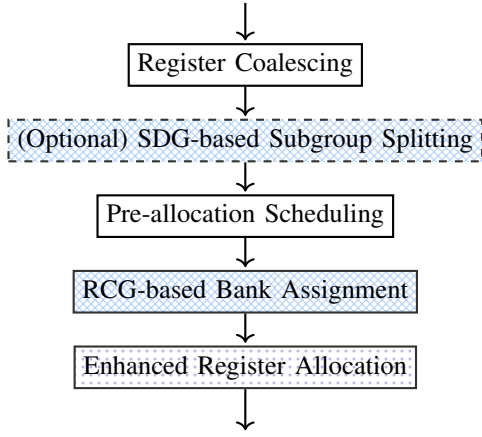 Register Coalescing
(Optional) SDG-based Subgroup Splitting
Pre-allocation Scheduling
RCG-based Bank Assignment
Enhanced Register Allocation